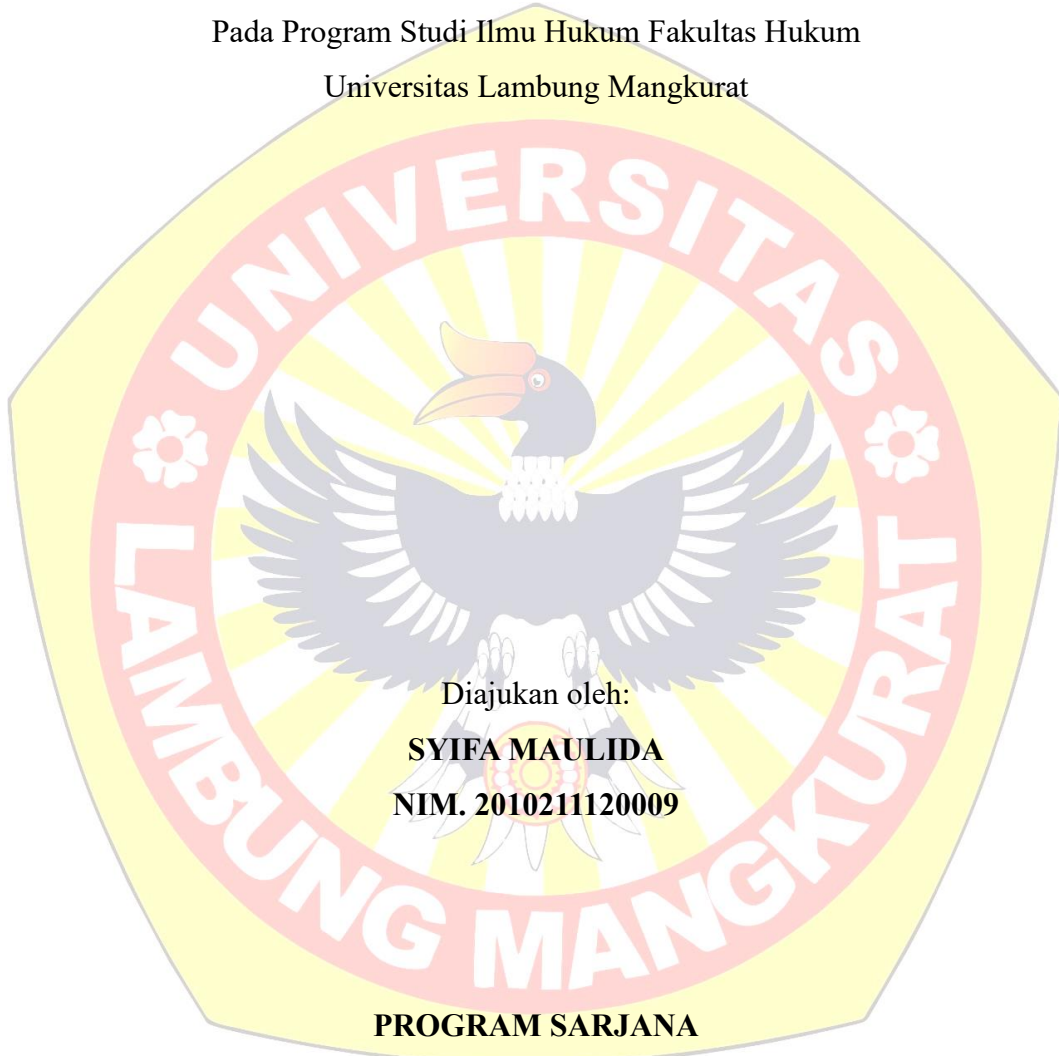 Pada Program Studi Ilmu Hukum Fakultas Hukum
Universitas Lambung Mangkurat
UNIVERSITAS
LAMBUNG MANGKURAT
Diajukan oleh:
SYIFA MAULIDA
NIM. 2010211120009
PROGRAM SARJANA